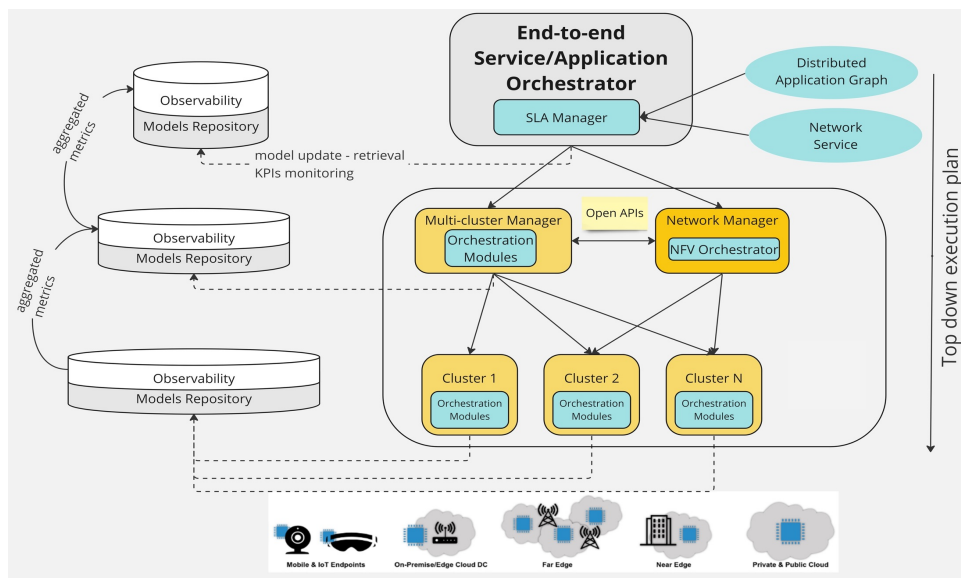 End-to-end
Service/Application
Orchestrator
SLA Manager
Distributed
Application Graph
Network
Service
Observability
Models Repository
aggregated
metrics
model update - retrieval
KPIs monitoring
Top down execution plan
Multi-cluster Manager
Orchestration
Modules
Open APIs
Network Manager
NFV Orchestrator
Observability
Models Repository
aggregated
metrics
Observability
Models Repository
Cluster 1
Orchestration
Modules
Cluster 2
Orchestration
Modules
Cluster N
Orchestration
Modules
Mobile & IoT Endpoints
On-Premise/Edge Cloud DC
Far Edge
Near Edge
Private & Public Cloud